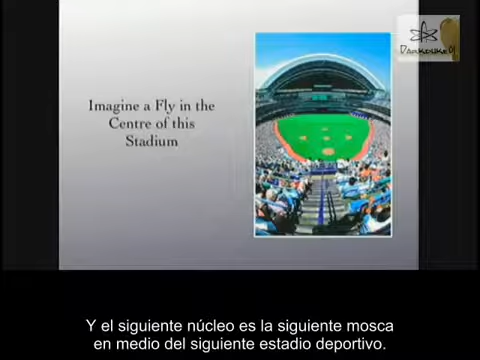 Imagine a Fly in the
Centre of this
Stadium
Y el siguiente núcleo es la siguiente mosca
en medio del siguiente estadio deportivo.